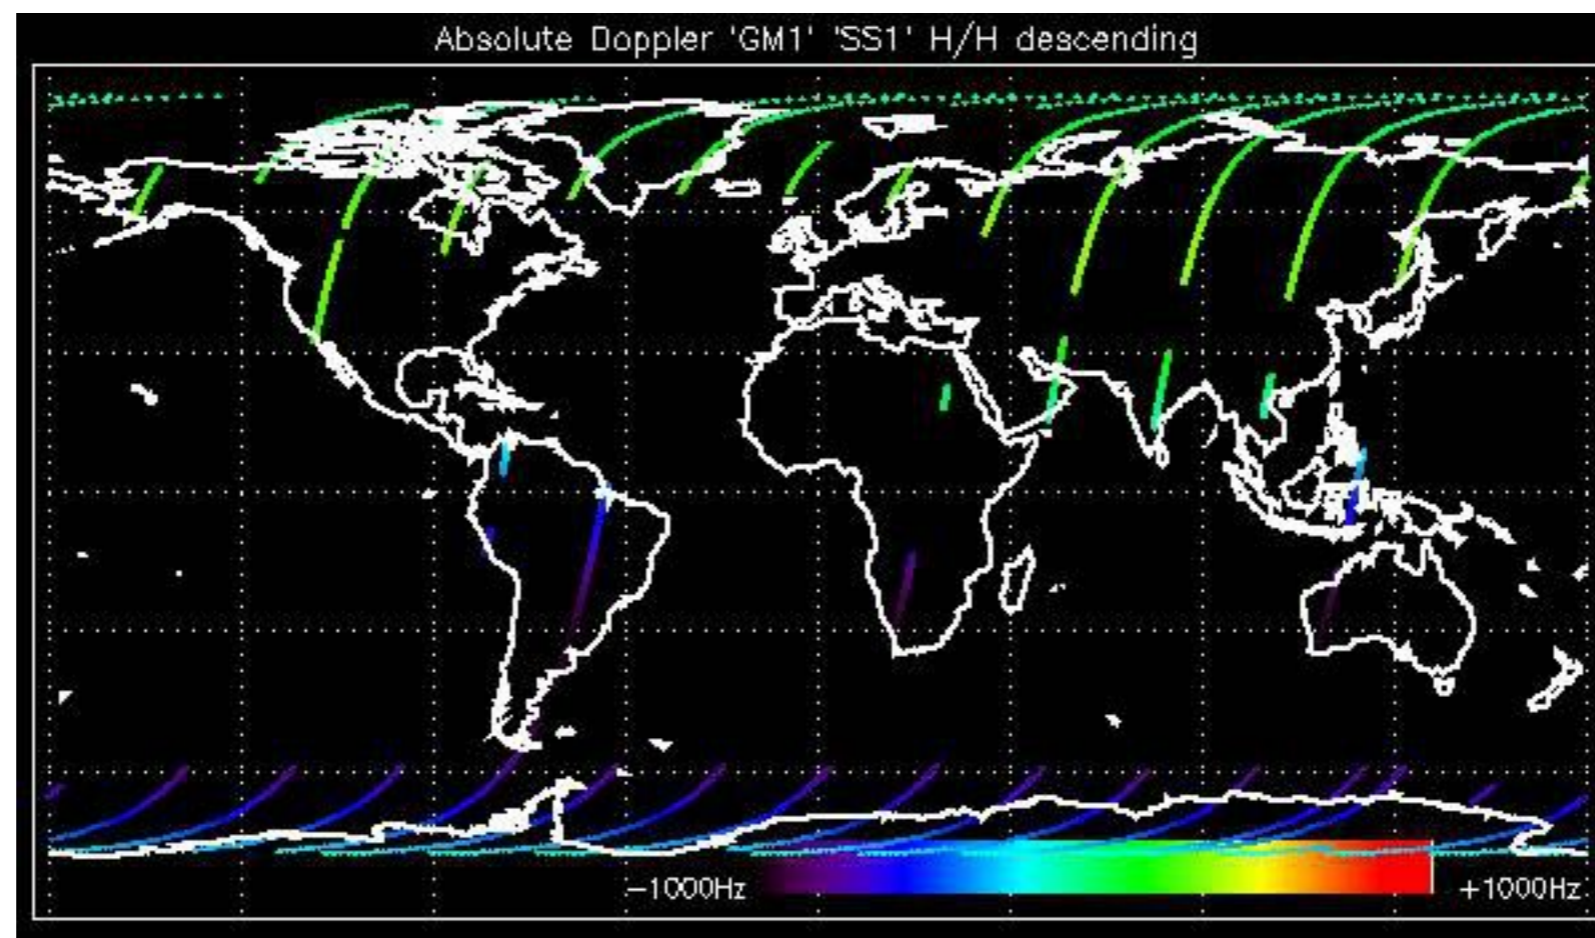 Absolute Doppler 'GM1' 'SS1' H/H descending
−1000Hz
+1000Hz